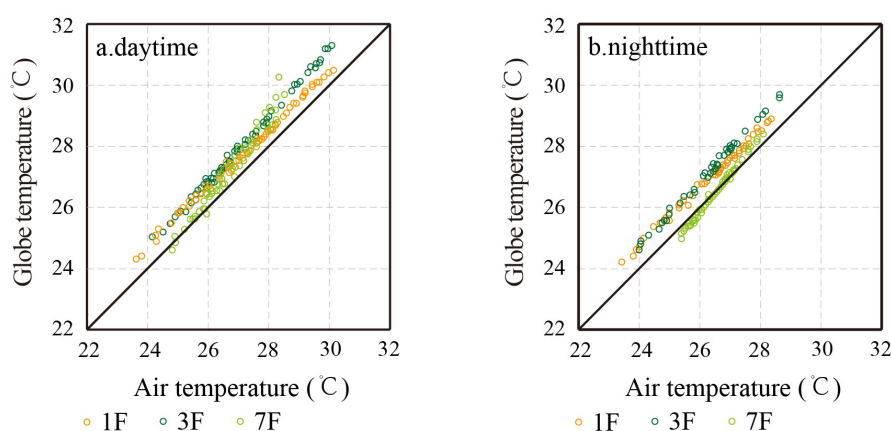 a.daytime
Globe temperature (℃)
32
30
28
26
24
22
22 24 26 28 30 32
Air temperature (℃)
1F 3F 7F
b.nighttime
Globe temperature (℃)
32
30
28
26
24
22
22 24 26 28 30 32
Air temperature (℃)
1F 3F 7F